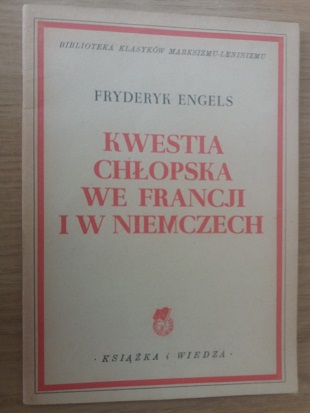 BIBLIOTEKA KLASYKÓW MARKSIZMU-LENINIZMU
FRYDERYK ENGELS
KWESTIA
CHŁOPSKA
WE FRANCJI
I W NIEMCZECH
· KSIĄŻKA i WIEDZA ·